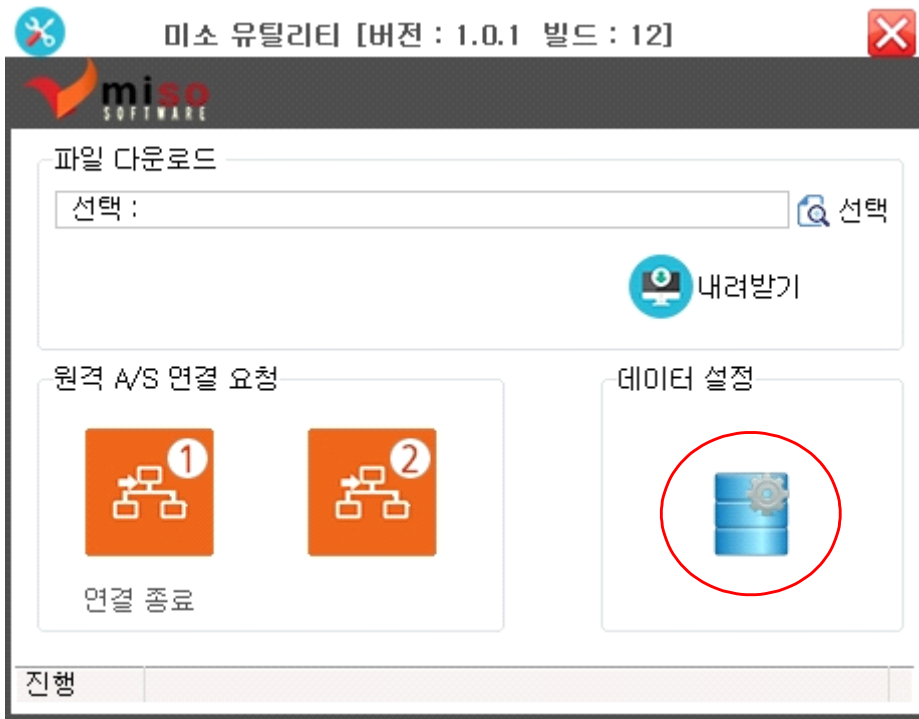 미소 유틸리티 [버전 : 1.0.1 빌드 : 12]
miso
SOFTWARE
파일 다운로드
선택 :
선택
내려받기
원격 A/S 연결 요청
데이터 설정
1
2
연결 종료
진행